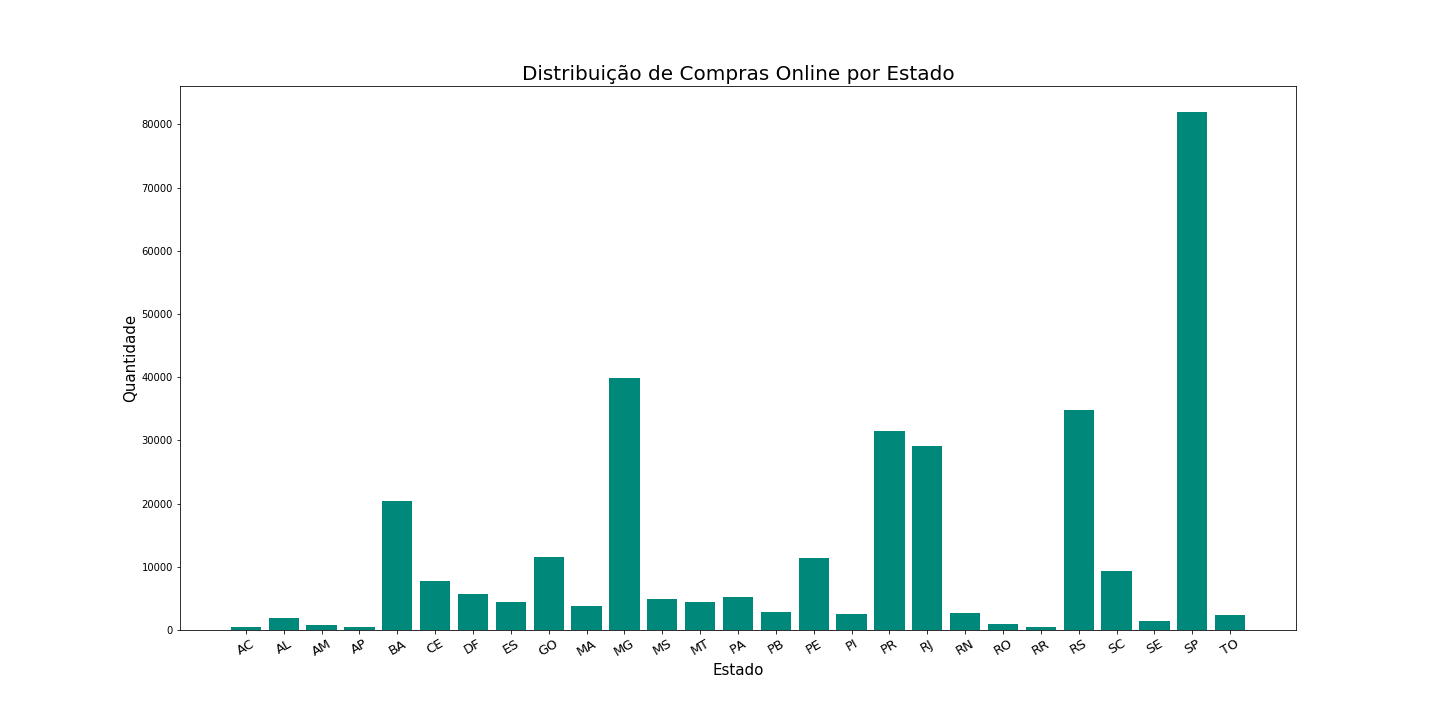 Distribuição de Compras Online por Estado
80000
70000
60000
50000
40000
30000
20000
10000
0
Quantidade
AC AL AM AP BA CE DF ES GO MA MG MS MT PA PB PE PI PR RJ RN RO RR RS SC SE SP TO
Estado